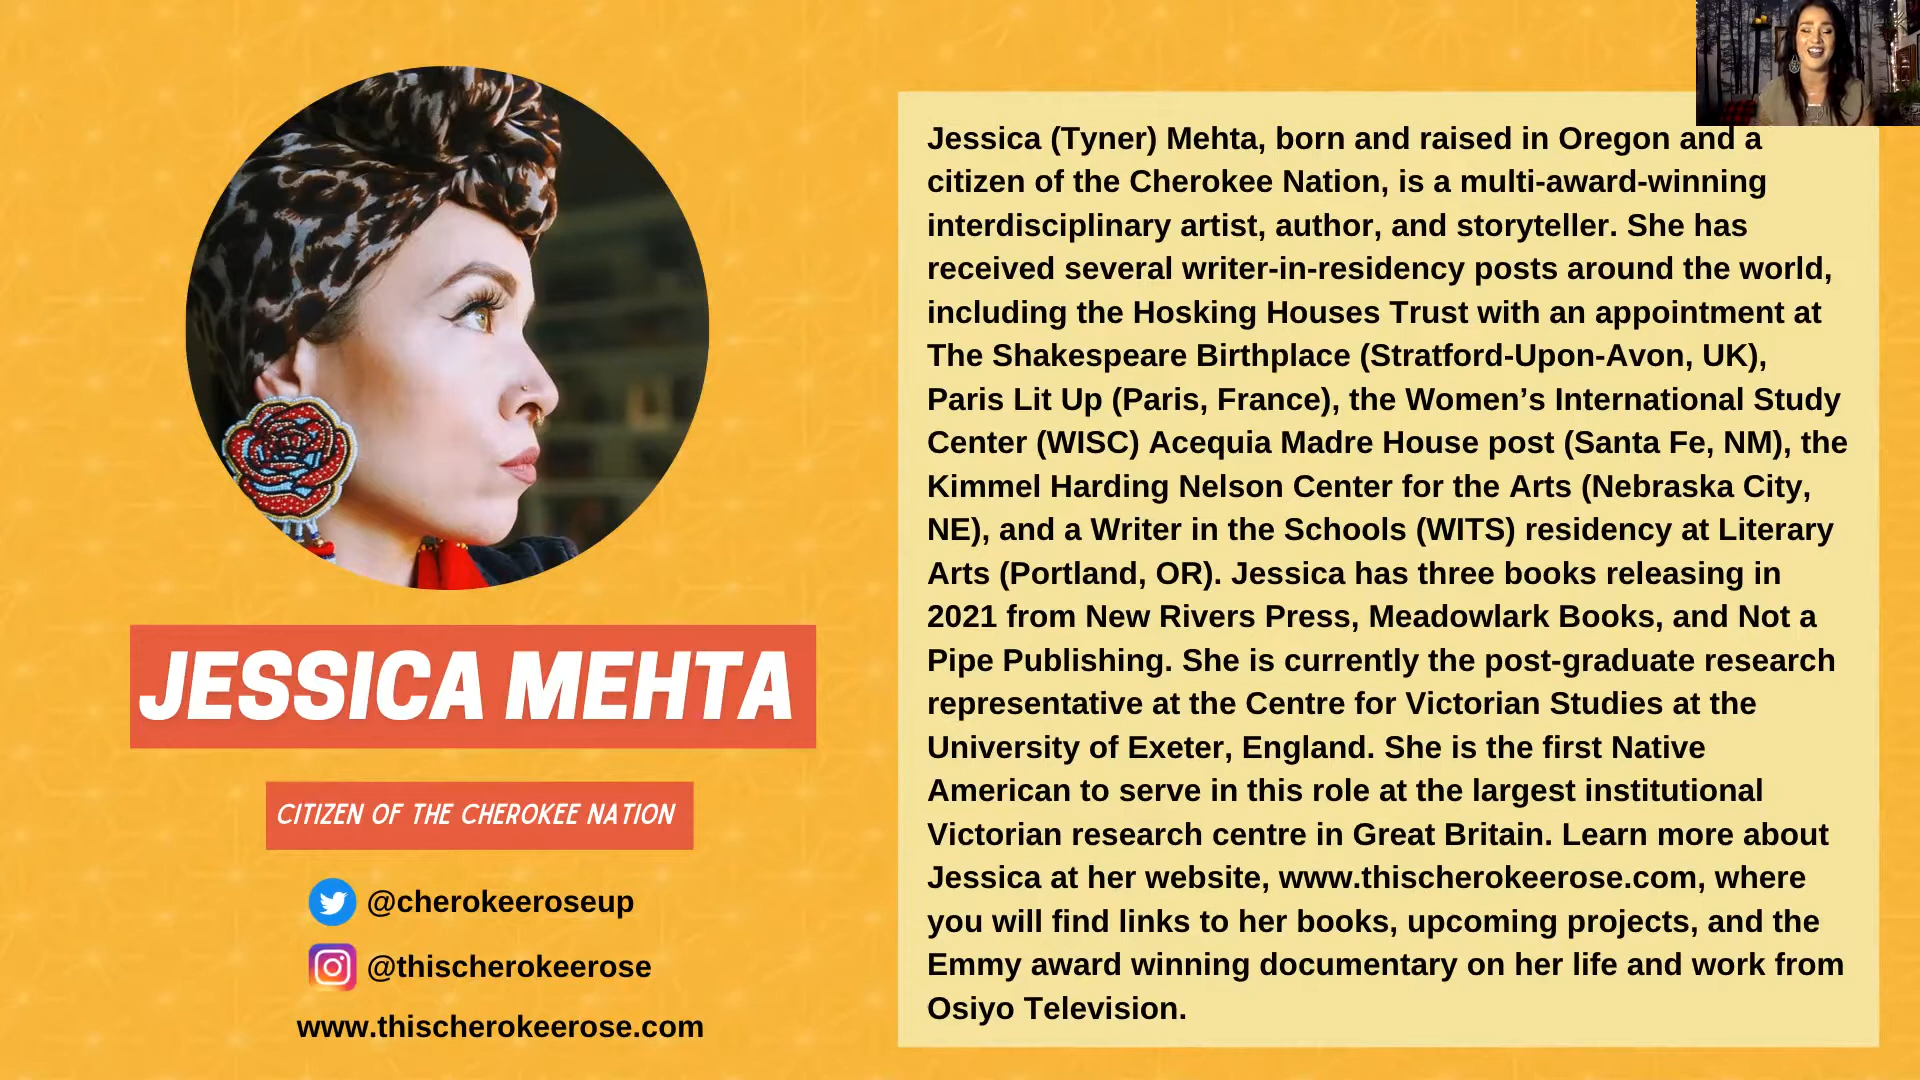 JESSICA MEHTA
CITIZEN OF THE CHEROKEE NATION
@cherokeeroseup
@thischerokeerose
www.thischerokeerose.com
Jessica (Tyner) Mehta, born and raised in Oregon and a
citizen of the Cherokee Nation, is a multi-award-winning
interdisciplinary artist, author, and storyteller. She has
received several writer-in-residency posts around the world,
including the Hosking Houses Trust with an appointment at
The Shakespeare Birthplace (Stratford-Upon-Avon, UK),
Paris Lit Up (Paris, France), the Women’s International Study
Center (WISC) Acequia Madre House post (Santa Fe, NM), the
Kimmel Harding Nelson Center for the Arts (Nebraska City,
NE), and a Writer in the Schools (WITS) residency at Literary
Arts (Portland, OR). Jessica has three books releasing in
2021 from New Rivers Press, Meadowlark Books, and Not a
Pipe Publishing. She is currently the post-graduate research
representative at the Centre for Victorian Studies at the
University of Exeter, England. She is the first Native
American to serve in this role at the largest institutional
Victorian research centre in Great Britain. Learn more about
Jessica at her website, www.thischerokeerose.com, where
you will find links to her books, upcoming projects, and the
Emmy award winning documentary on her life and work from
Osiyo Television.